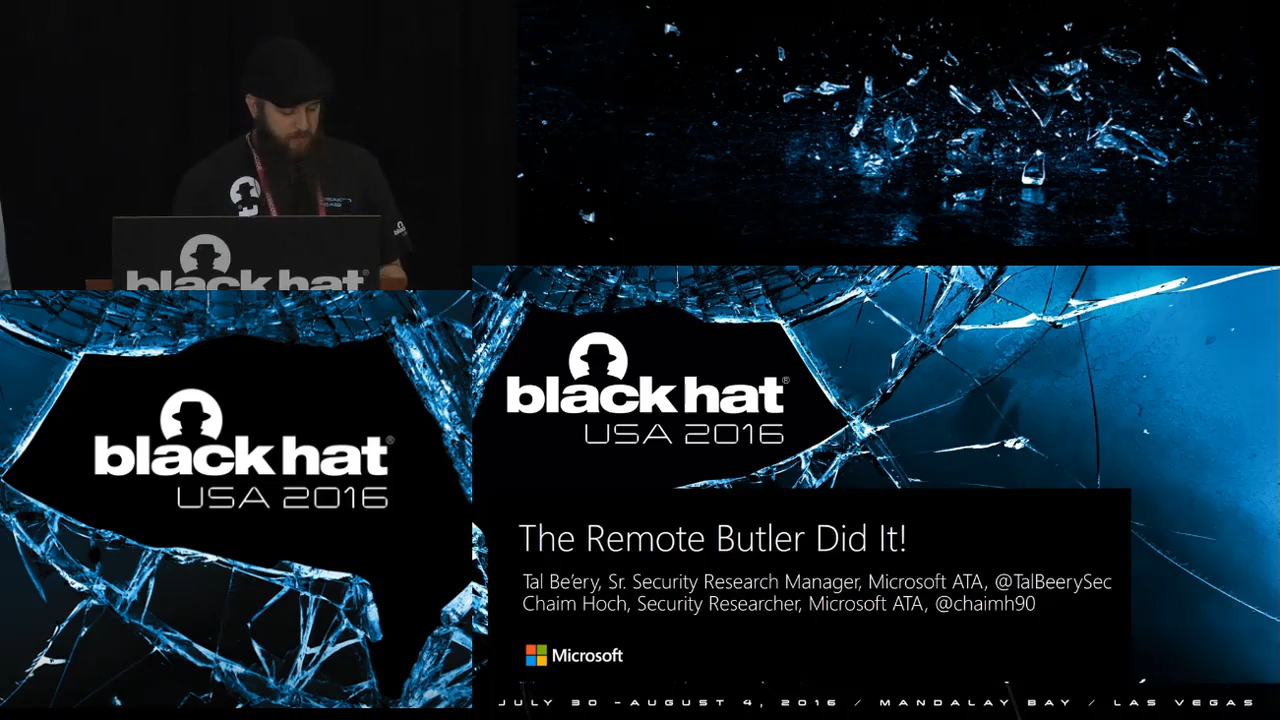 black hat®
black hat®
USA 2016
black hat®
USA 2016
The Remote Butler Did It!
Tal Be'ery, Sr. Security Research Manager, Microsoft ATA, @TalBeerySec
Chaim Hoch, Security Researcher, Microsoft ATA, @chaimh90
Microsoft
JULY 30 - AUGUST 4, 2016 / MANDALAY BAY / LAS VEGAS